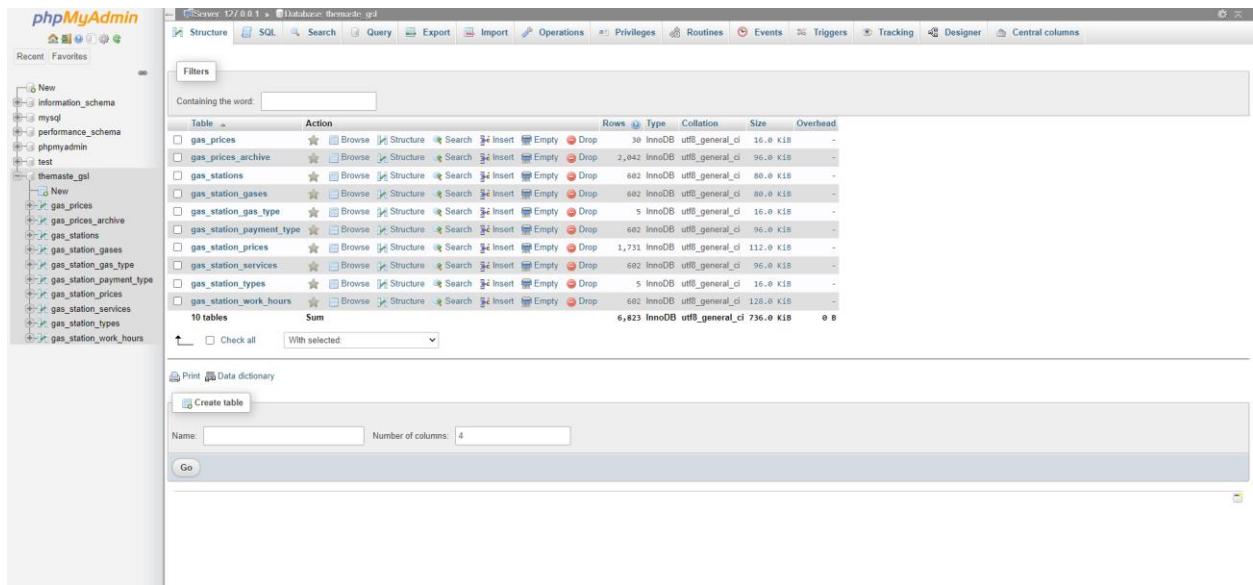 phpMyAdmin
Recent Favorites
New
information_schema
mysql
performance_schema
phpmyadmin
test
themaste_gsl
New
gas_prices
gas_prices_archive
gas_stations
gas_station_gases
gas_station_gas_type
gas_station_payment_type
gas_station_prices
gas_station_services
gas_station_types
gas_station_work_hours
Server: 127.0.0.1 » Database: themaste_gsl
Structure SQL Search Query Export Import Operations Privileges Routines Events Triggers Tracking Designer Central columns
Filters
Containing the word:
Table Action Rows Type Collation Size Overhead
gas_prices Browse Structure Search Insert Empty Drop 30 InnoDB utf8_general_ci 16.0 KiB -
gas_prices_archive Browse Structure Search Insert Empty Drop 2,042 InnoDB utf8_general_ci 96.0 KiB -
gas_stations Browse Structure Search Insert Empty Drop 602 InnoDB utf8_general_ci 80.0 KiB -
gas_station_gases Browse Structure Search Insert Empty Drop 602 InnoDB utf8_general_ci 80.0 KiB -
gas_station_gas_type Browse Structure Search Insert Empty Drop 5 InnoDB utf8_general_ci 16.0 KiB -
gas_station_payment_type Browse Structure Search Insert Empty Drop 602 InnoDB utf8_general_ci 96.0 KiB -
gas_station_prices Browse Structure Search Insert Empty Drop 1,731 InnoDB utf8_general_ci 112.0 KiB -
gas_station_services Browse Structure Search Insert Empty Drop 602 InnoDB utf8_general_ci 96.0 KiB -
gas_station_types Browse Structure Search Insert Empty Drop 5 InnoDB utf8_general_ci 16.0 KiB -
gas_station_work_hours Browse Structure Search Insert Empty Drop 602 InnoDB utf8_general_ci 128.0 KiB -
10 tables Sum 6,823 InnoDB utf8_general_ci 736.0 KiB 0 B
Check all With selected:
Print Data dictionary
Create table
Name: Number of columns: 4
Go